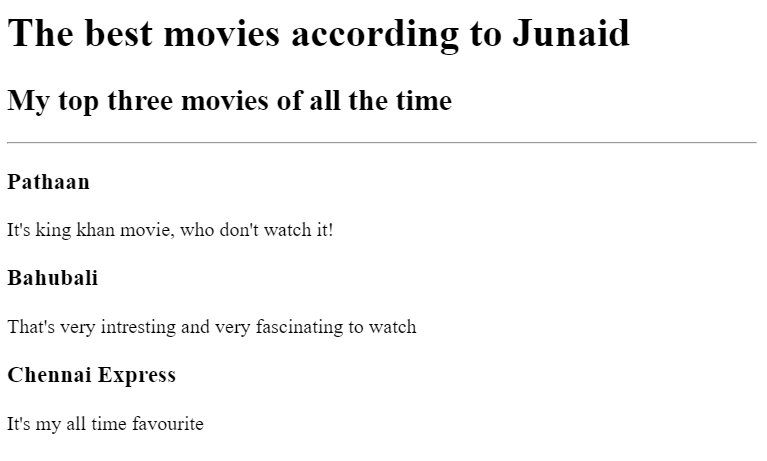 The best movies according to Junaid
My top three movies of all the time
Pathaan
It's king khan movie, who don't watch it!
Bahubali
That's very intresting and very fascinating to watch
Chennai Express
It's my all time favourite